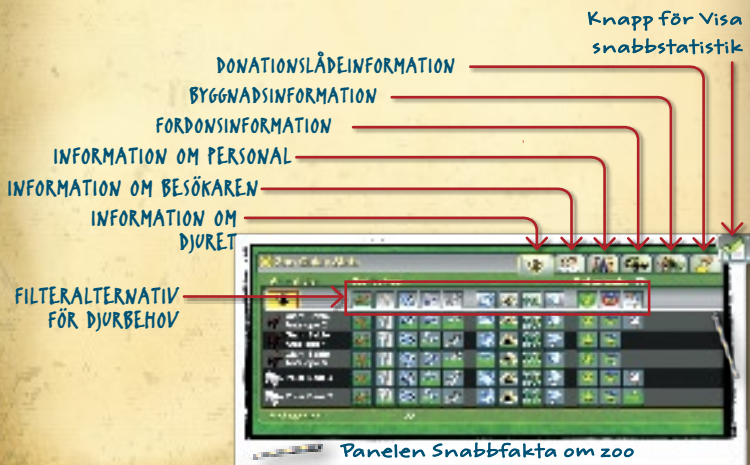 Knapp för Visa
snabbstatistik
DONATIONSLÅDEINFORMATION
BYGGNADSINFORMATION
FORDONSINFORMATION
INFORMATION OM PERSONAL
INFORMATION OM BESÖKAREN
INFORMATION OM
DJURET
FILTERALTERNATIV
FÖR DJURBEHOV
Panelen Snabbfakta om zoo